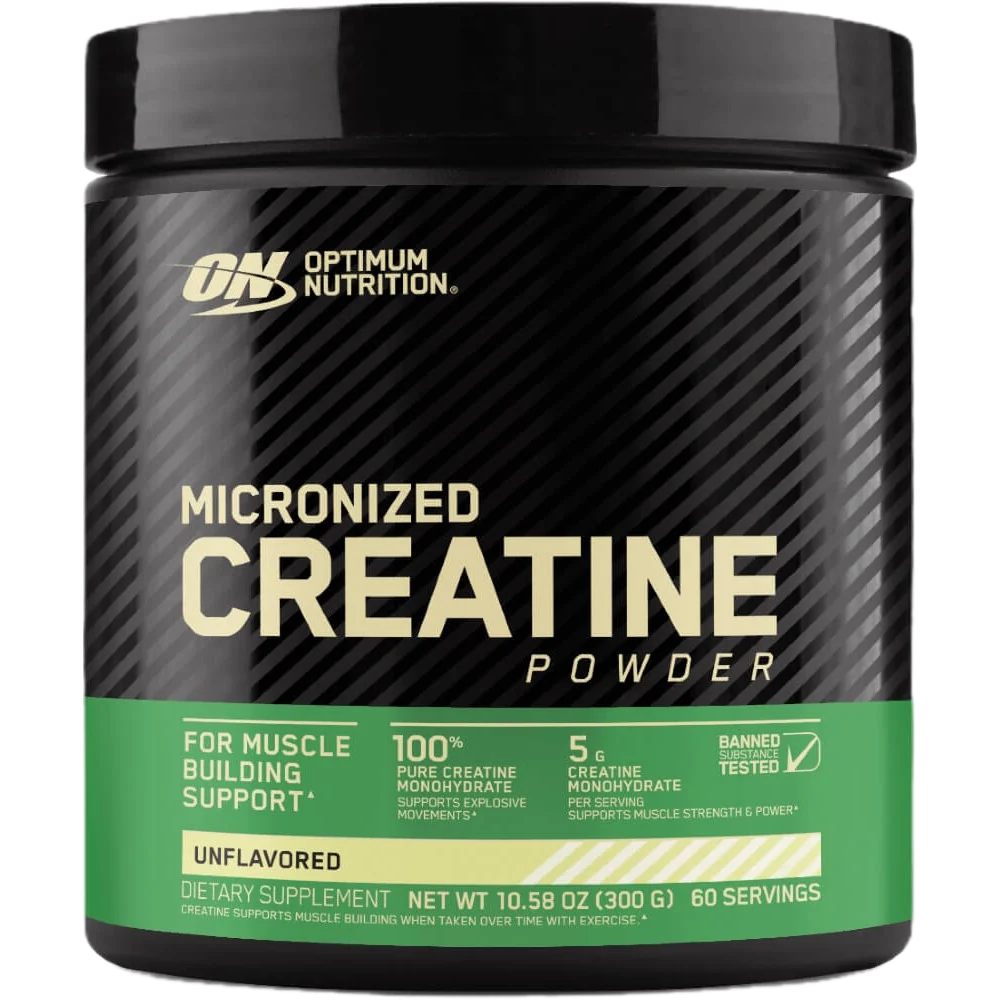 ON OPTIMUM
NUTRITION®
MICRONIZED
CREATINE
POWDER
FOR MUSCLE
BUILDING
SUPPORT▲
100%
PURE CREATINE
MONOHYDRATE
SUPPORTS EXPLOSIVE
MOVEMENTS▲
5 G
CREATINE
MONOHYDRATE
PER SERVING
SUPPORTS MUSCLE STRENGTH & POWER▲
BANNED
SUBSTANCE
TESTED
UNFLAVORED
DIETARY SUPPLEMENT NET WT 10.58 OZ (300 G) 60 SERVINGS
CREATINE SUPPORTS MUSCLE BUILDING WHEN TAKEN OVER TIME WITH EXERCISE.▲